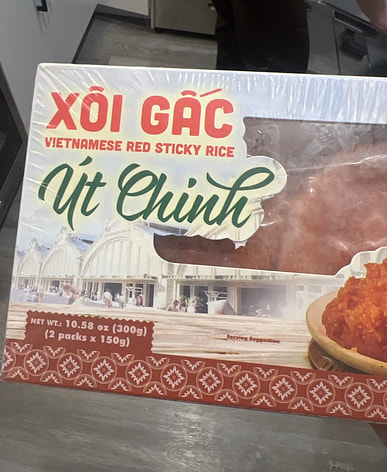 XÔI GẤC
VIETNAMESE RED STICKY RICE
Út Chinh
NET WT.: 10.58 oz (300g)
(2 packs x 150g)
Serving Suggestion